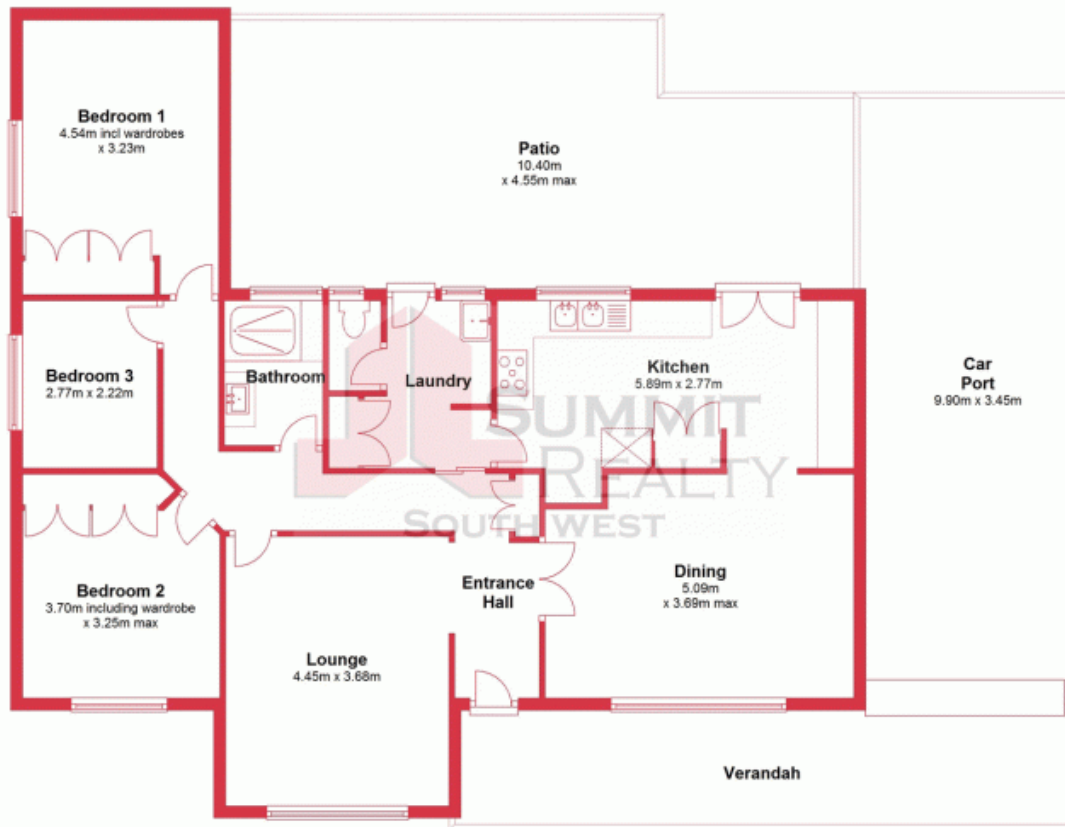 Bedroom 1
4.54m incl wardrobes
x 3.23m
Patio
10.40m
x 4.55m max
Bedroom 3
2.77m x 2.22m
Bathroom
Laundry
Kitchen
5.89m x 2.77m
Car
Port
9.90m x 3.45m
SUMMIT
REALTY
SOUTH WEST
Bedroom 2
3.70m including wardrobe
x 3.25m max
Entrance
Hall
Dining
5.09m
x 3.69m max
Lounge
4.45m x 3.68m
Verandah